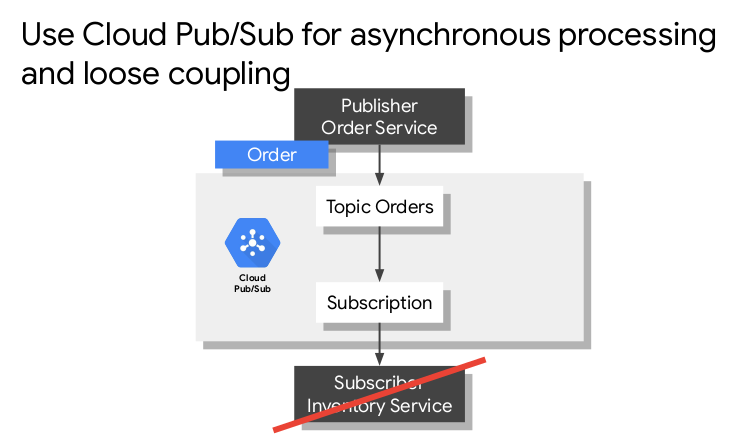 Use Cloud Pub/Sub for asynchronous processing
and loose coupling
Publisher
Order Service
Order
Topic Orders
Cloud
Pub/Sub
Subscription
Subscriber
Inventory Service